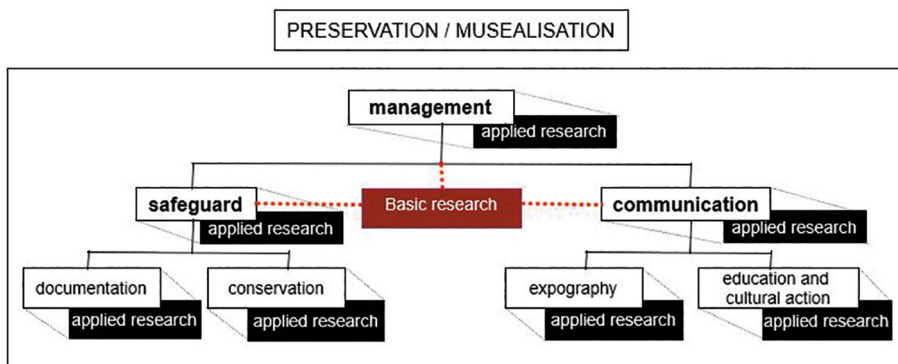 PRESERVATION / MUSEALISATION
management
applied research
safeguard
applied research
Basic research
communication
applied research
documentation
applied research
conservation
applied research
expography
applied research
education and
cultural action
applied research